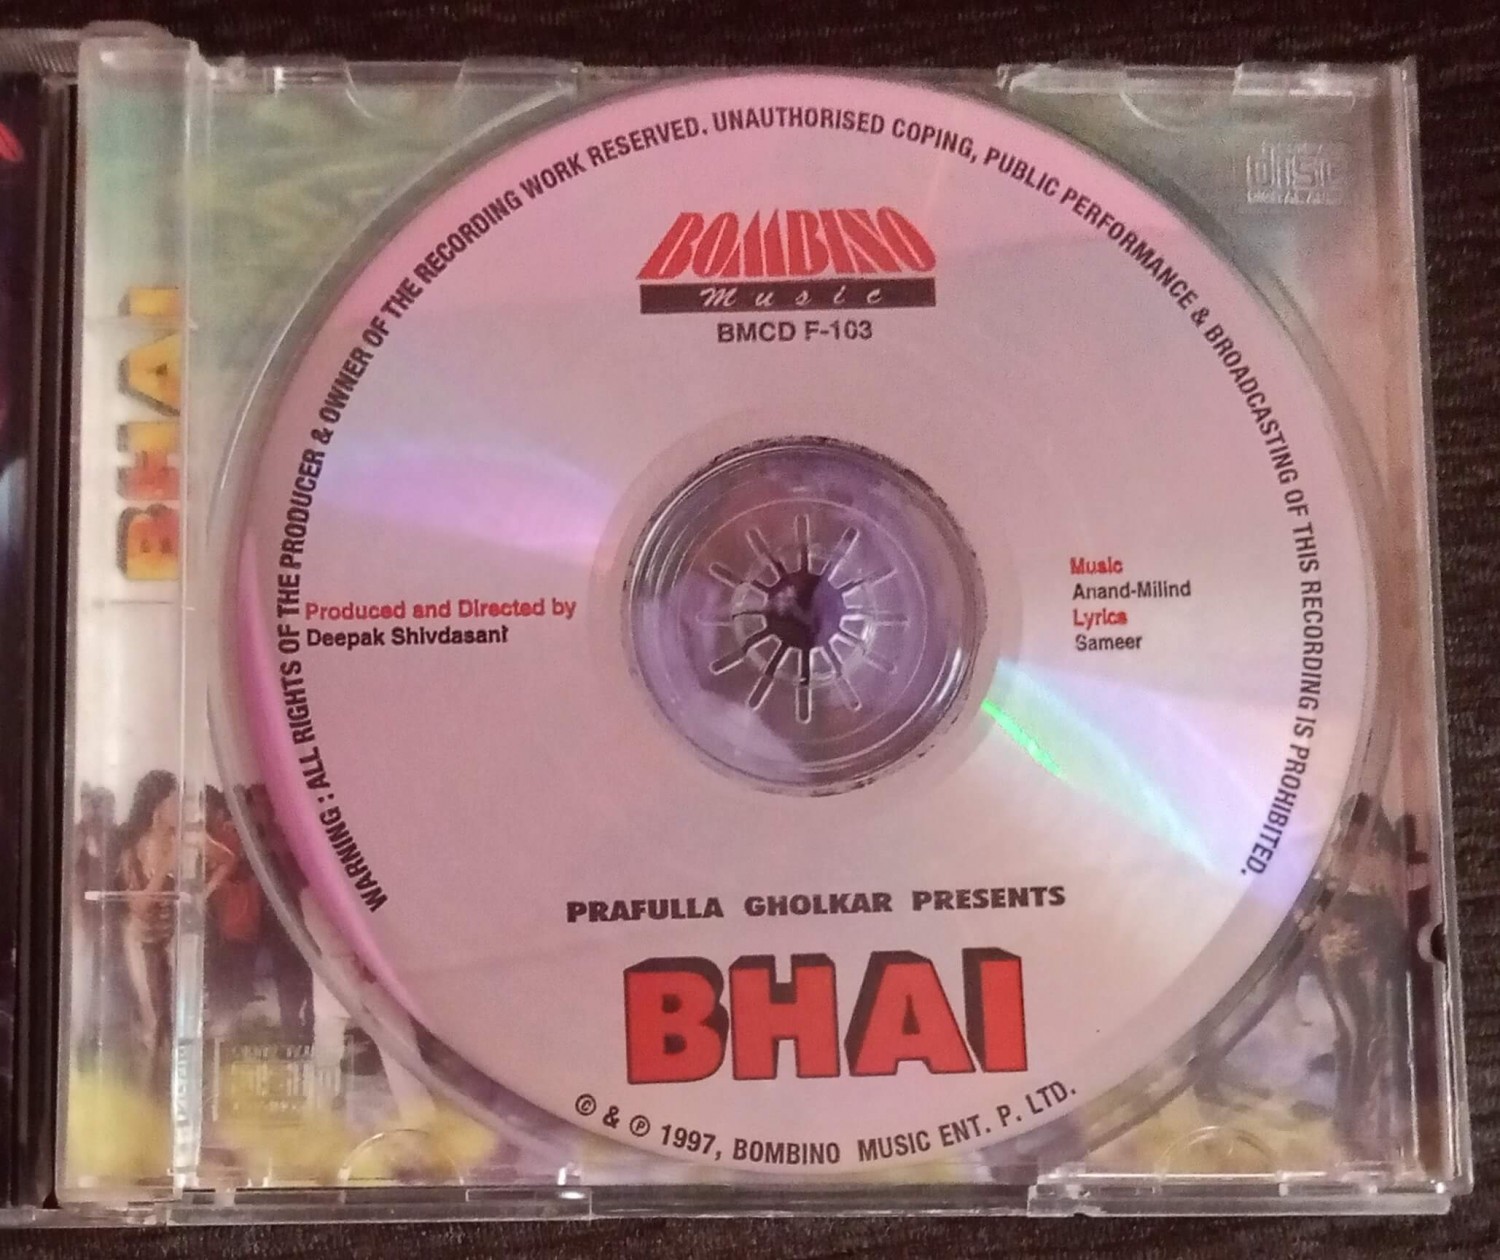 BHAI
WARNING : ALL RIGHTS OF THE PRODUCER & OWNER OF THE RECORDING WORK RESERVED. UNAUTHORISED COPING, PUBLIC PERFORMANCE & BROADCASTING OF THIS RECORDING IS PROHIBITED.
BOMBINO
Music
BMCD F-103
Produced and Directed by
Deepak Shivdasani
Music
Anand-Milind
Lyrics
Sameer
PRAFULLA GHOLKAR PRESENTS
BHAI
© & ℗ 1997, BOMBINO MUSIC ENT. P. LTD.
disc